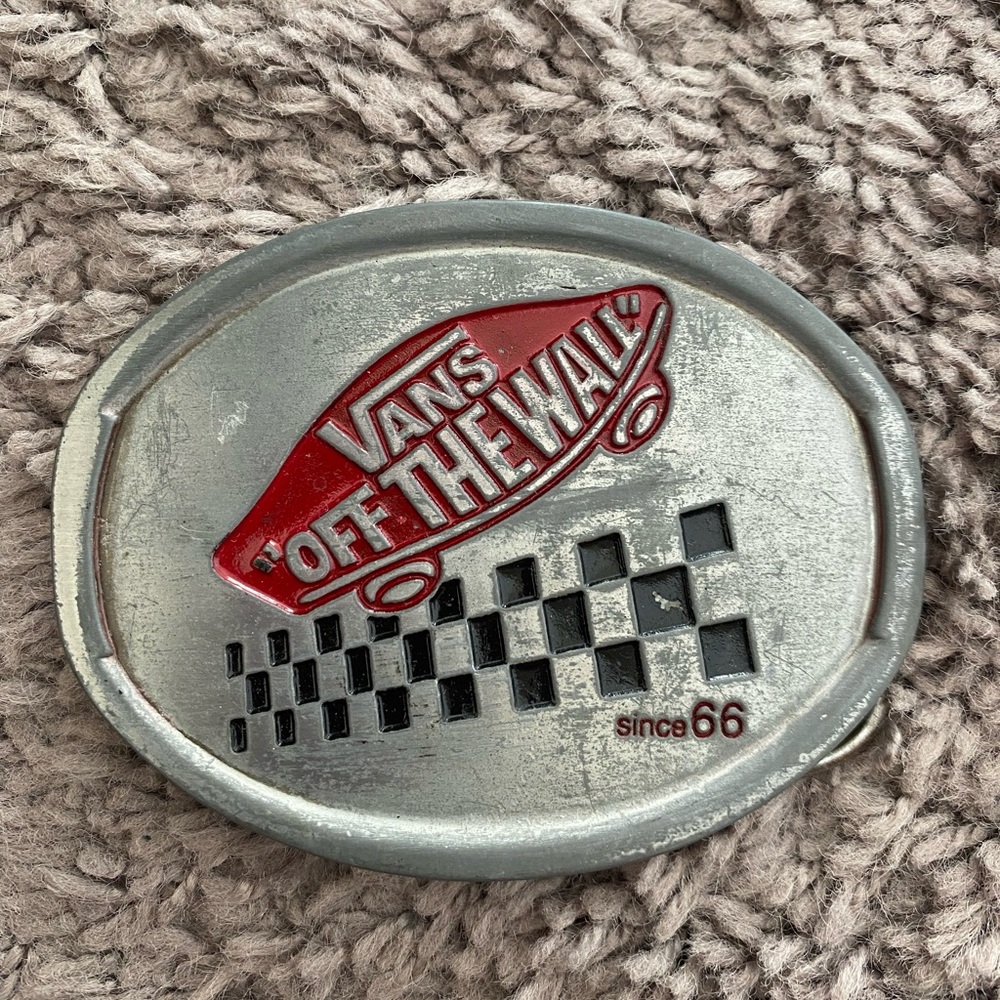 VANS
"OFF THE WALL"
since 66